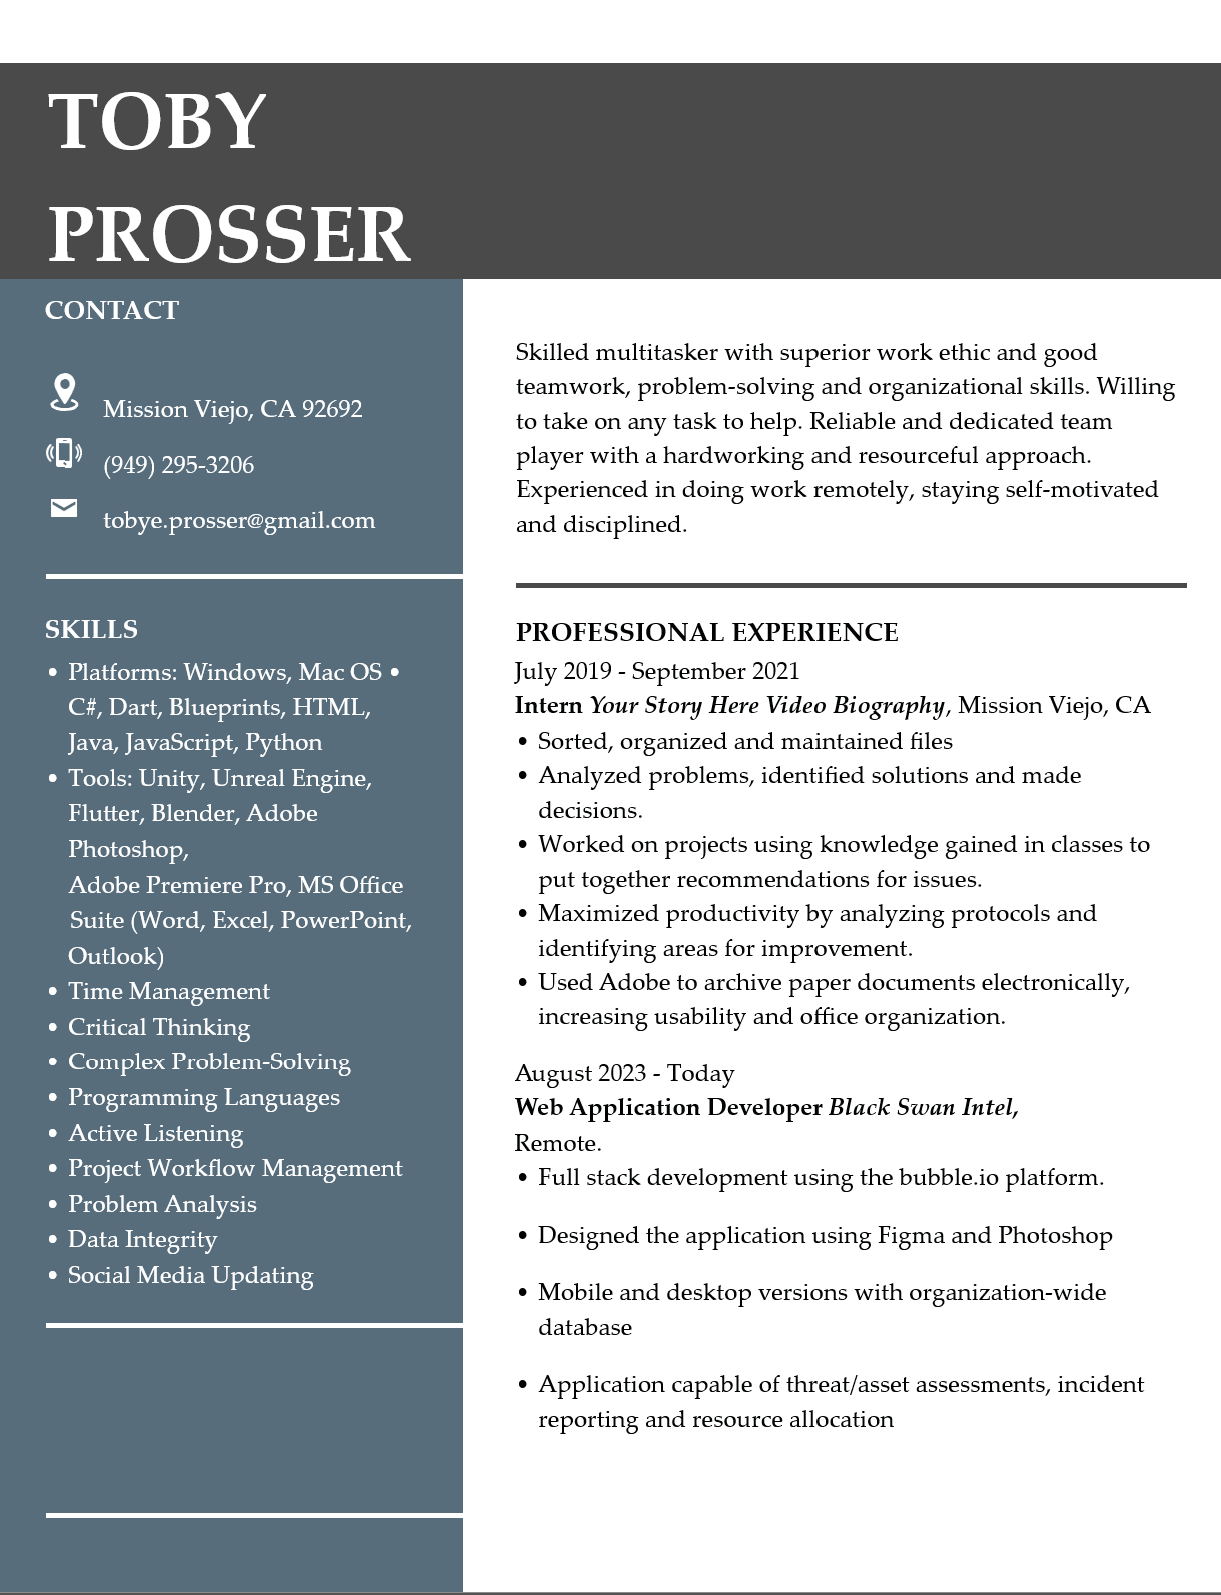 TOBY
PROSSER
CONTACT
Mission Viejo, CA 92692
(949) 295-3206
tobye.prosser@gmail.com
SKILLS
• Platforms: Windows, Mac OS •
C#, Dart, Blueprints, HTML,
Java, JavaScript, Python
• Tools: Unity, Unreal Engine,
Flutter, Blender, Adobe
Photoshop,
Adobe Premiere Pro, MS Office
Suite (Word, Excel, PowerPoint,
Outlook)
• Time Management
• Critical Thinking
• Complex Problem-Solving
• Programming Languages
• Active Listening
• Project Workflow Management
• Problem Analysis
• Data Integrity
• Social Media Updating
Skilled multitasker with superior work ethic and good
teamwork, problem-solving and organizational skills. Willing
to take on any task to help. Reliable and dedicated team
player with a hardworking and resourceful approach.
Experienced in doing work remotely, staying self-motivated
and disciplined.
PROFESSIONAL EXPERIENCE
July 2019 - September 2021
Intern Your Story Here Video Biography, Mission Viejo, CA
• Sorted, organized and maintained files
• Analyzed problems, identified solutions and made
decisions.
• Worked on projects using knowledge gained in classes to
put together recommendations for issues.
• Maximized productivity by analyzing protocols and
identifying areas for improvement.
• Used Adobe to archive paper documents electronically,
increasing usability and office organization.
August 2023 - Today
Web Application Developer Black Swan Intel,
Remote.
• Full stack development using the bubble.io platform.
• Designed the application using Figma and Photoshop
• Mobile and desktop versions with organization-wide
database
• Application capable of threat/asset assessments, incident
reporting and resource allocation